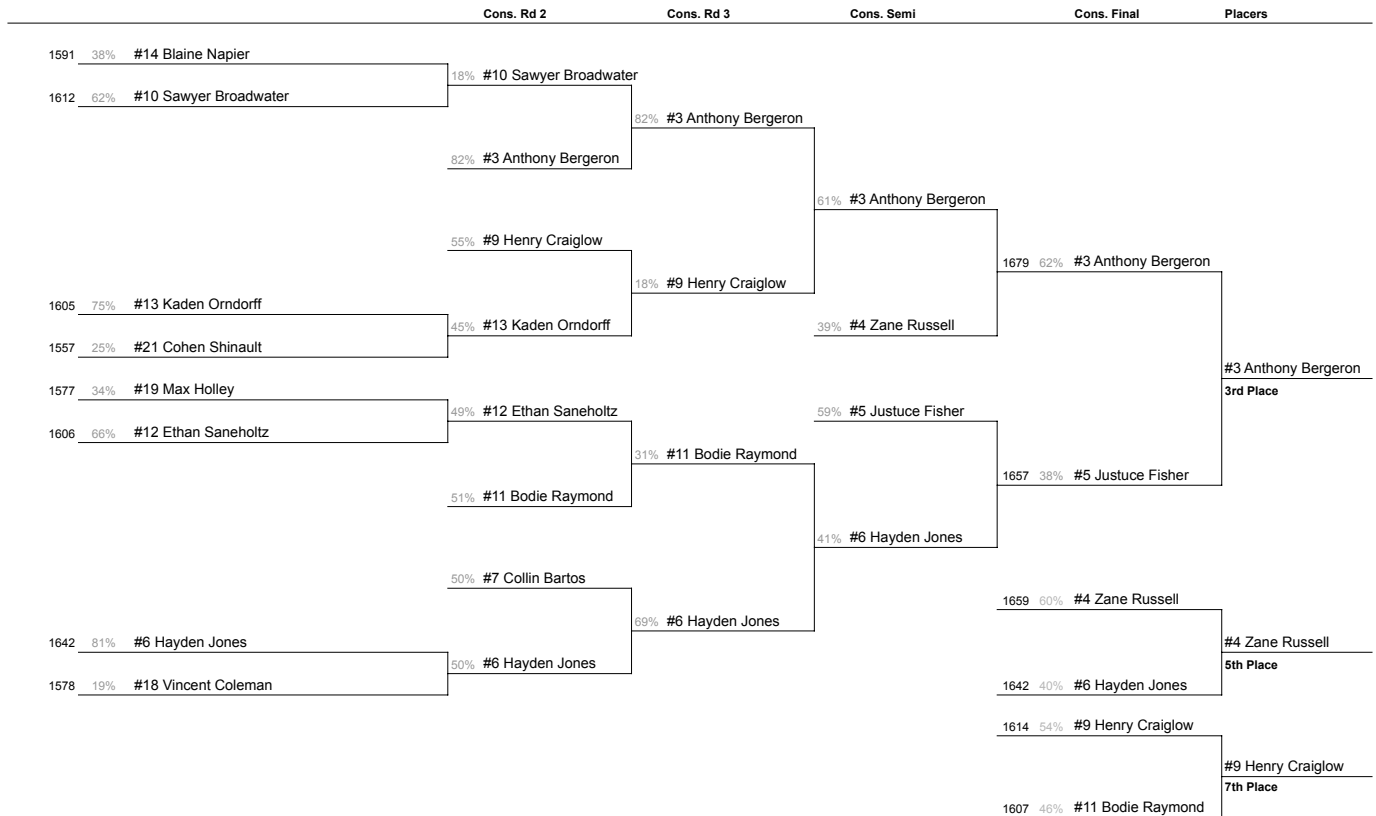 Cons. Rd 2 Cons. Rd 3 Cons. Semi Cons. Final Placers
1591 38% #14 Blaine Napier
18% #10 Sawyer Broadwater
1612 62% #10 Sawyer Broadwater
82% #3 Anthony Bergeron
82% #3 Anthony Bergeron
61% #3 Anthony Bergeron
55% #9 Henry Craiglow
1679 62% #3 Anthony Bergeron
18% #9 Henry Craiglow
1605 75% #13 Kaden Orndorff
45% #13 Kaden Orndorff
39% #4 Zane Russell
1557 25% #21 Cohen Shinault
#3 Anthony Bergeron
1577 34% #19 Max Holley
3rd Place
49% #12 Ethan Saneholtz
59% #5 Justuce Fisher
1606 66% #12 Ethan Saneholtz
31% #11 Bodie Raymond
1657 38% #5 Justuce Fisher
51% #11 Bodie Raymond
41% #6 Hayden Jones
50% #7 Collin Bartos
1659 60% #4 Zane Russell
69% #6 Hayden Jones
1642 81% #6 Hayden Jones
#4 Zane Russell
50% #6 Hayden Jones
5th Place
1578 19% #18 Vincent Coleman
1642 40% #6 Hayden Jones
1614 54% #9 Henry Craiglow
#9 Henry Craiglow
7th Place
1607 46% #11 Bodie Raymond